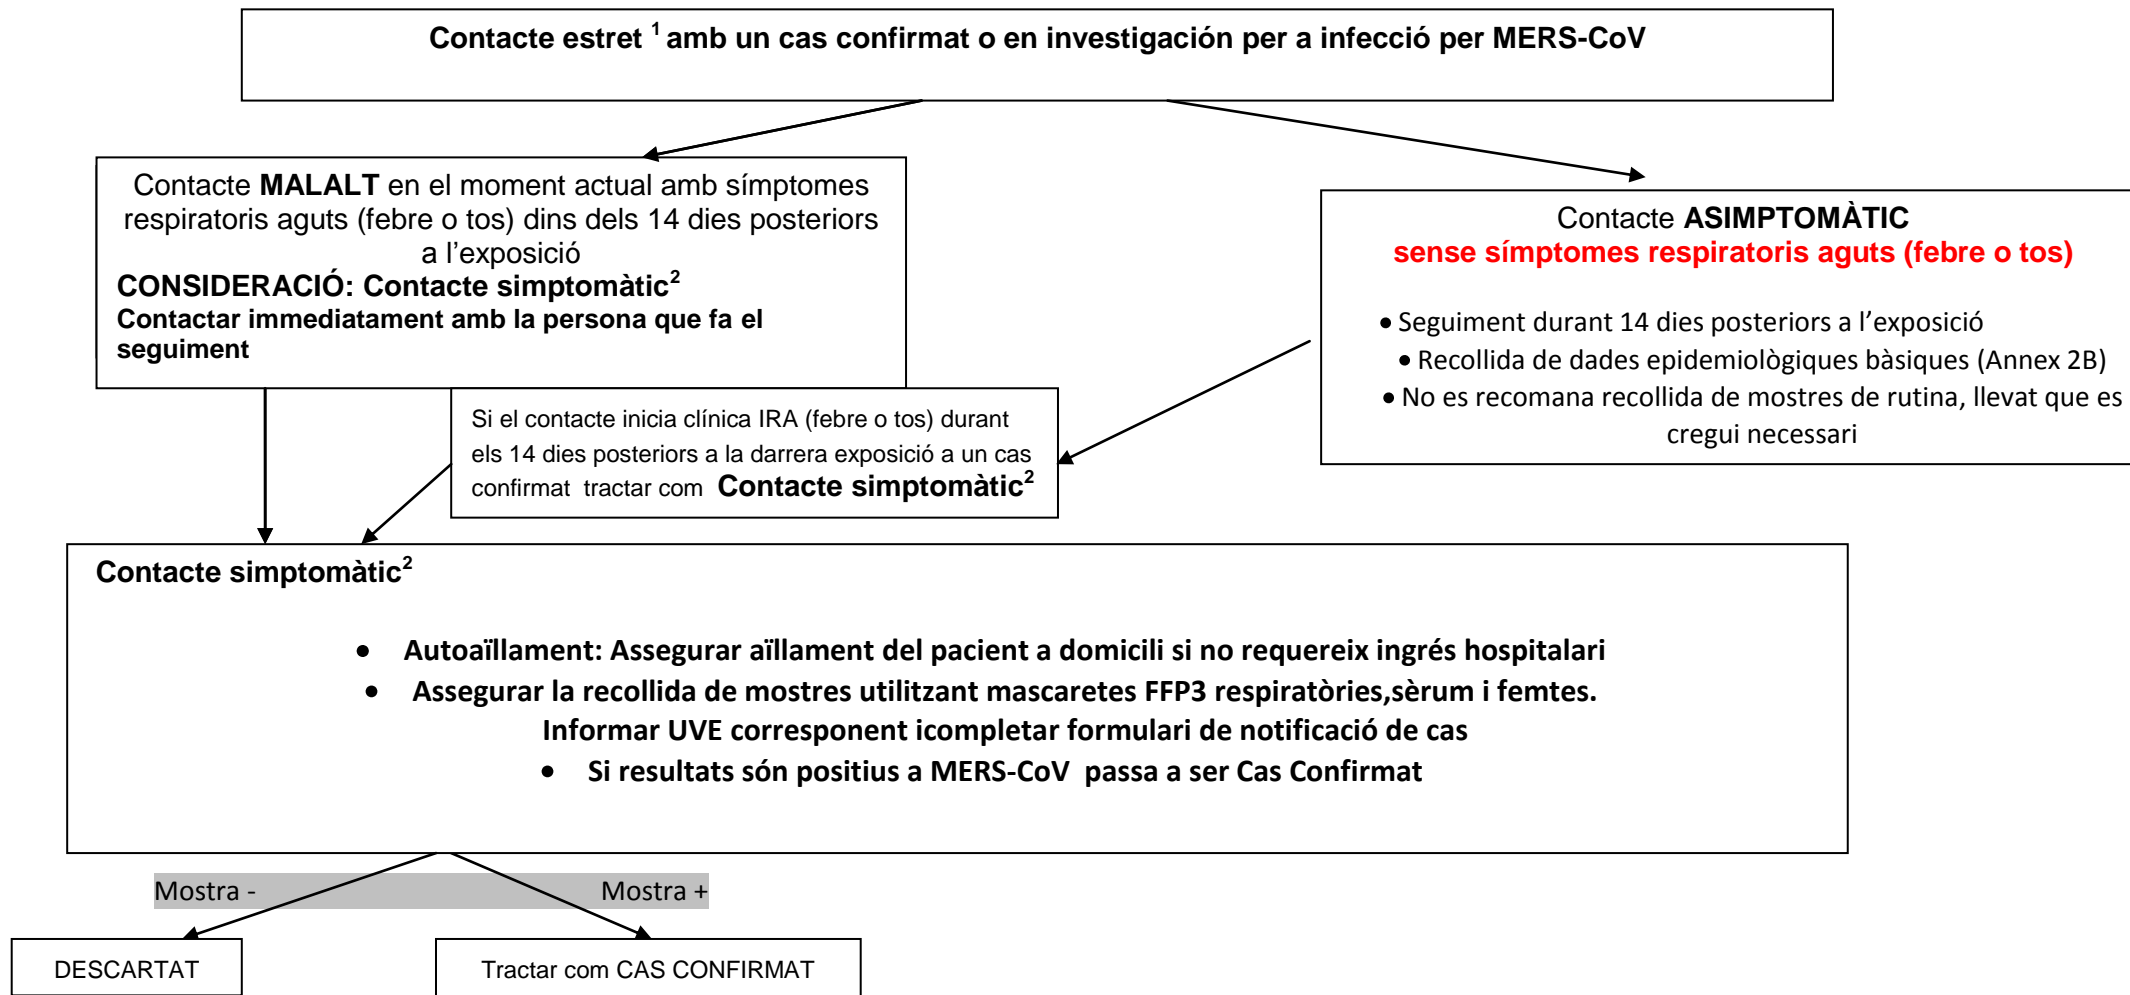 Contacte estret ¹ amb un cas confirmat o en investigación per a infecció per MERS-CoV
Contacte MALALT en el moment actual amb símptomes
respiratoris aguts (febre o tos) dins dels 14 dies posteriors
a l’exposició
CONSIDERACIÓ: Contacte simptomàtic²
Contactar immediatament amb la persona que fa el
seguiment
Contacte ASIMPTOMÀTIC
sense símptomes respiratoris aguts (febre o tos)
• Seguiment durant 14 dies posteriors a l’exposició
• Recollida de dades epidemiològiques bàsiques (Annex 2B)
• No es recomana recollida de mostres de rutina, llevat que es
cregui necessari
Si el contacte inicia clínica IRA (febre o tos) durant
els 14 dies posteriors a la darrera exposició a un cas
confirmat tractar com Contacte simptomàtic²
Contacte simptomàtic²
• Autoaïllament: Assegurar aïllament del pacient a domicili si no requereix ingrés hospitalari
• Assegurar la recollida de mostres utilitzant mascaretes FFP3 respiratòries,sèrum i femtes.
Informar UVE corresponent icompletar formulari de notificació de cas
• Si resultats són positius a MERS-CoV passa a ser Cas Confirmat
Mostra - Mostra +
DESCARTAT
Tractar com CAS CONFIRMAT